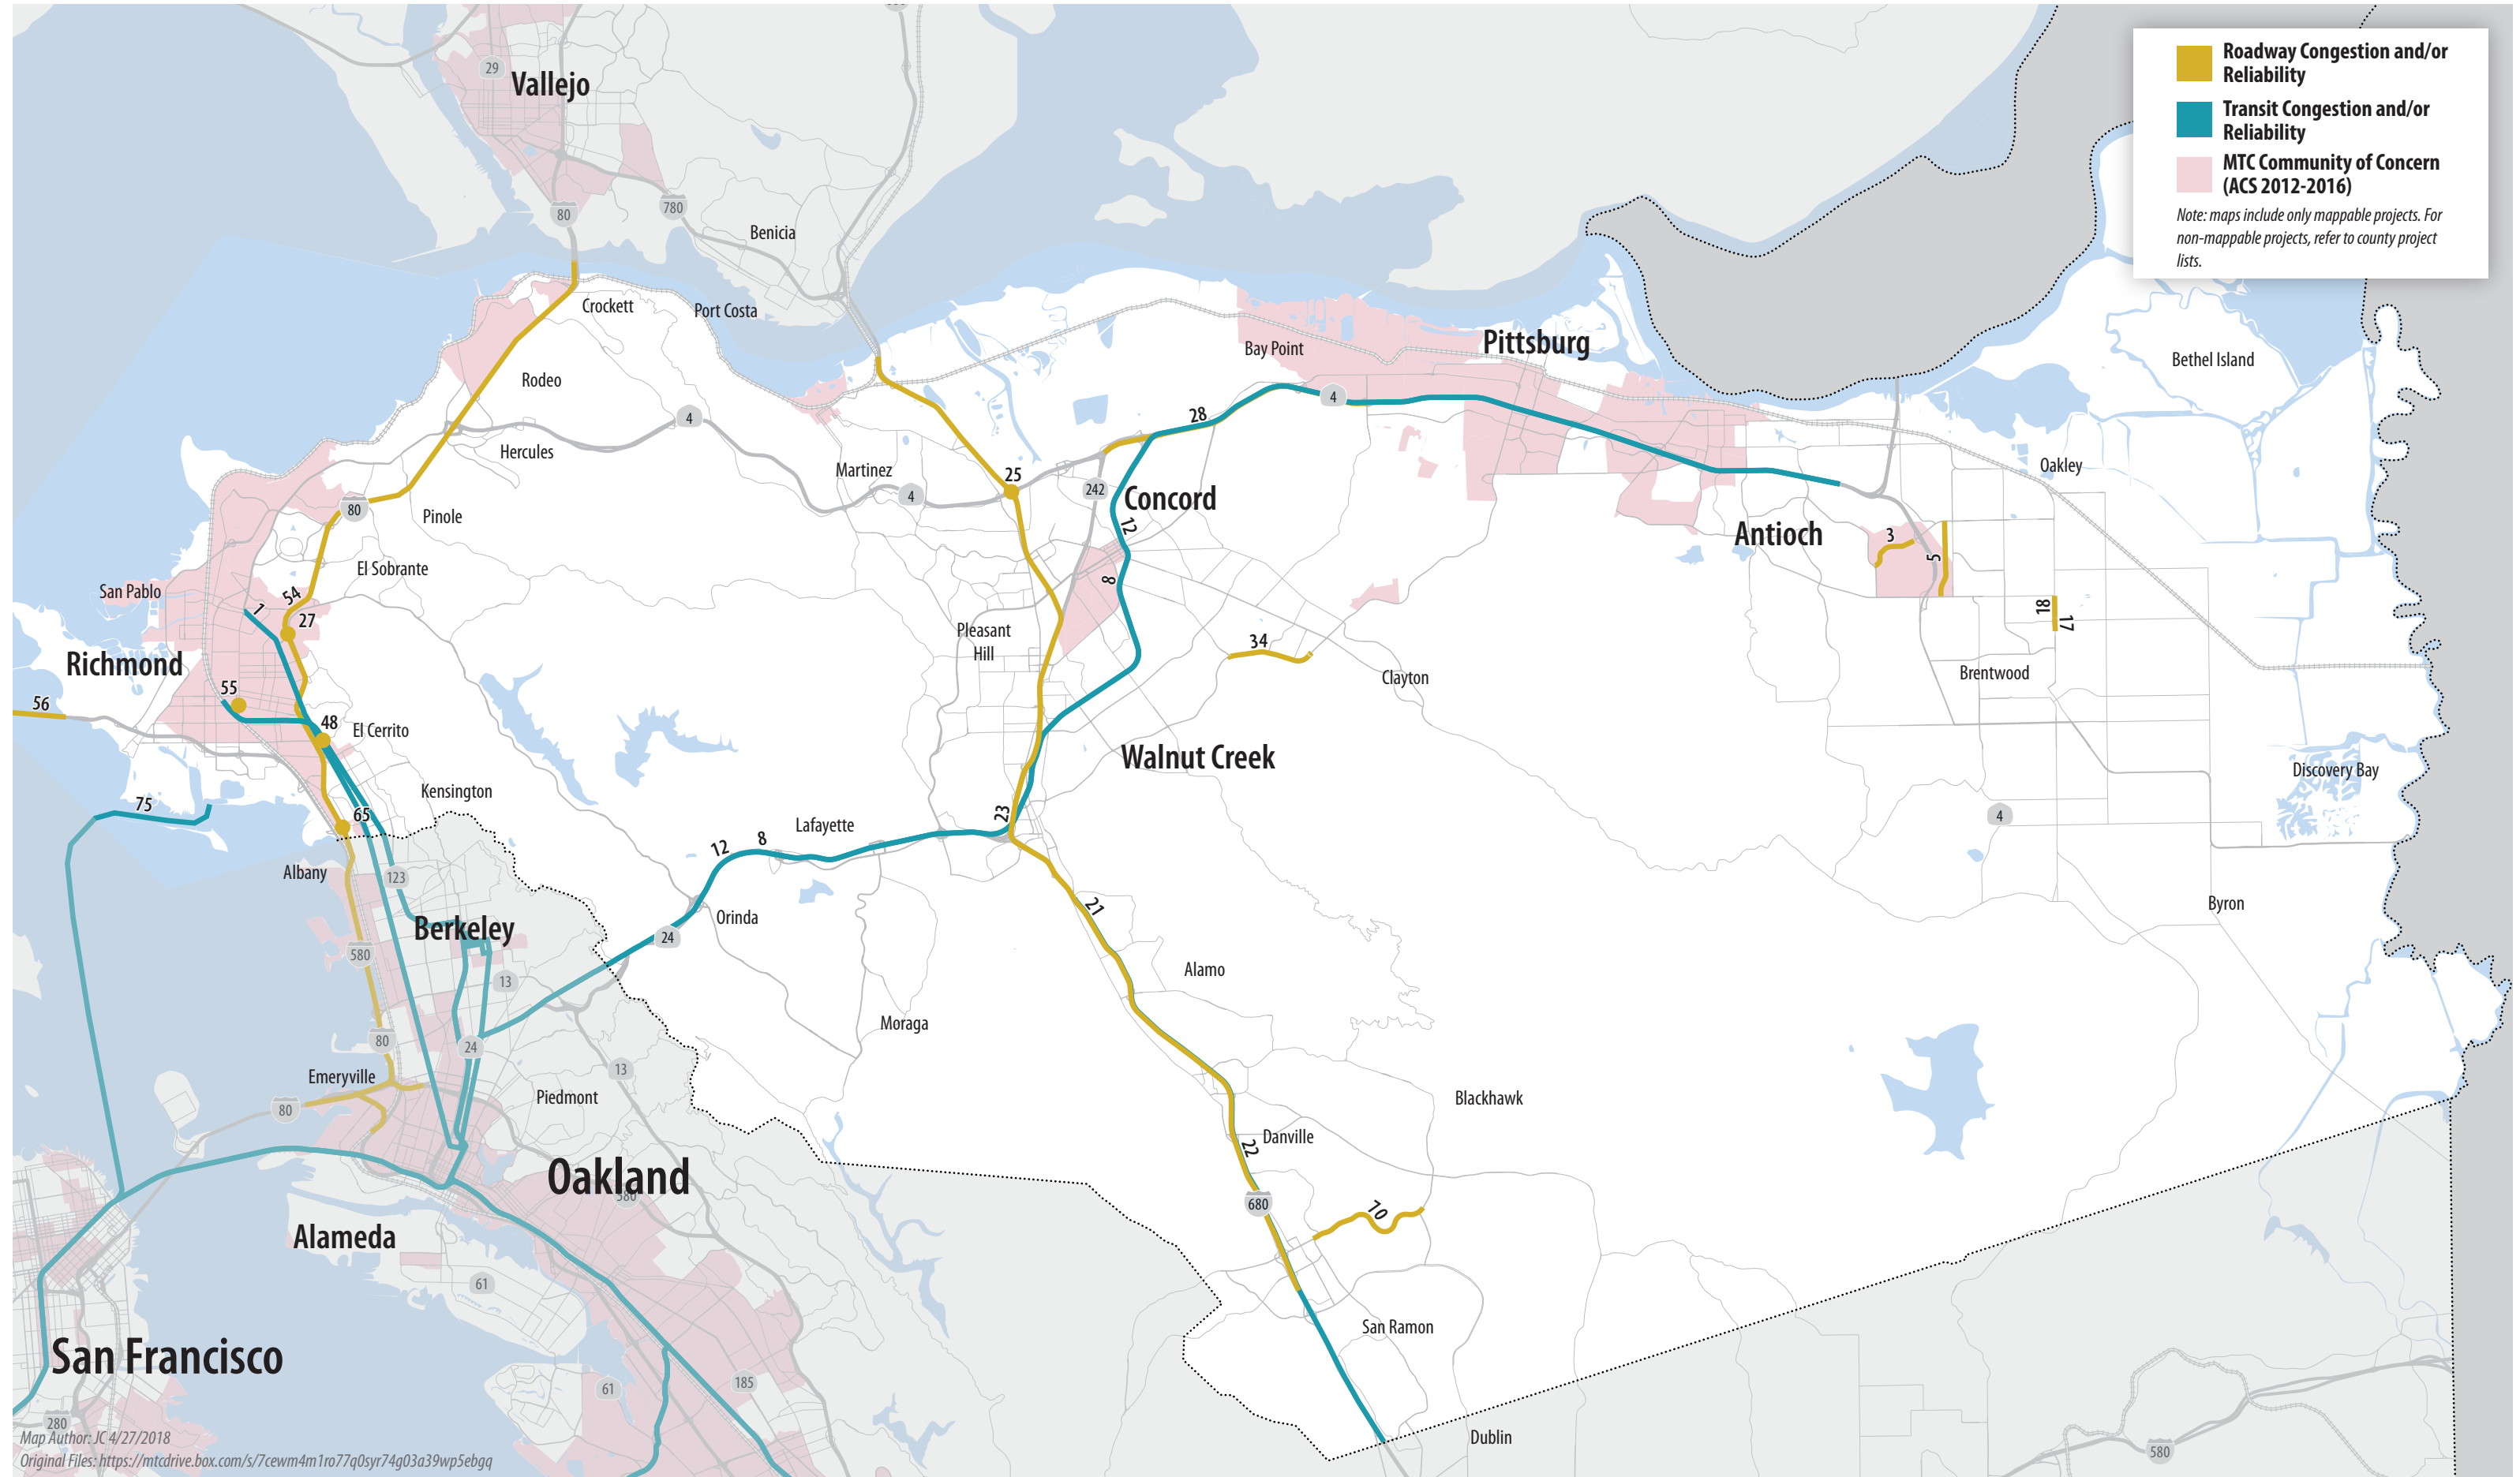 Roadway Congestion and/or
Reliability
Transit Congestion and/or
Reliability
MTC Community of Concern
(ACS 2012-2016)
Note: maps include only mappable projects. For
non-mappable projects, refer to county project
lists.
29
Vallejo
80
780
Benicia
Crockett
Port Costa
Bay Point
Pittsburg
Bethel Island
Rodeo
4
28
4
Hercules
Martinez
25
4
242
Concord
Oakley
80
Pinole
12
Antioch
3
5
El Sobrante
8
San Pablo
54
1
27
18
17
Richmond
Pleasant
Hill
34
Clayton
Brentwood
55
56
48
El Cerrito
Walnut Creek
Discovery Bay
Kensington
75
65
23
Lafayette
12
8
4
Albany
123
Berkeley
Orinda
24
21
Byron
580
13
Alamo
Moraga
80
24
13
Emeryville
80
Piedmont
Blackhawk
Danville
22
Oakland
580
680
10
Alameda
61
San Ramon
San Francisco
61
185
280
Dublin
580
Map Author: JC 4/27/2018
Original Files: https://mtcdrive.box.com/s/7cewm4m1ro77q0syr74g03a39wp5ebgq